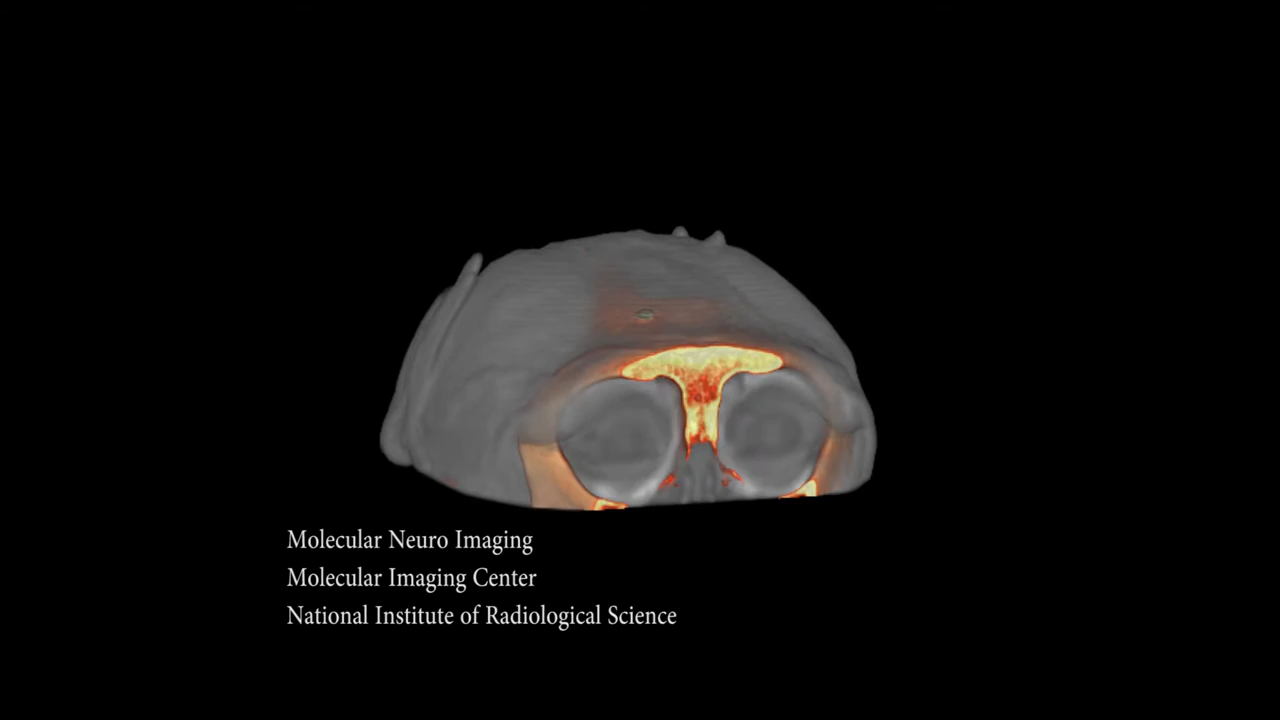 Molecular Neuro Imaging
Molecular Imaging Center
National Institute of Radiological Science